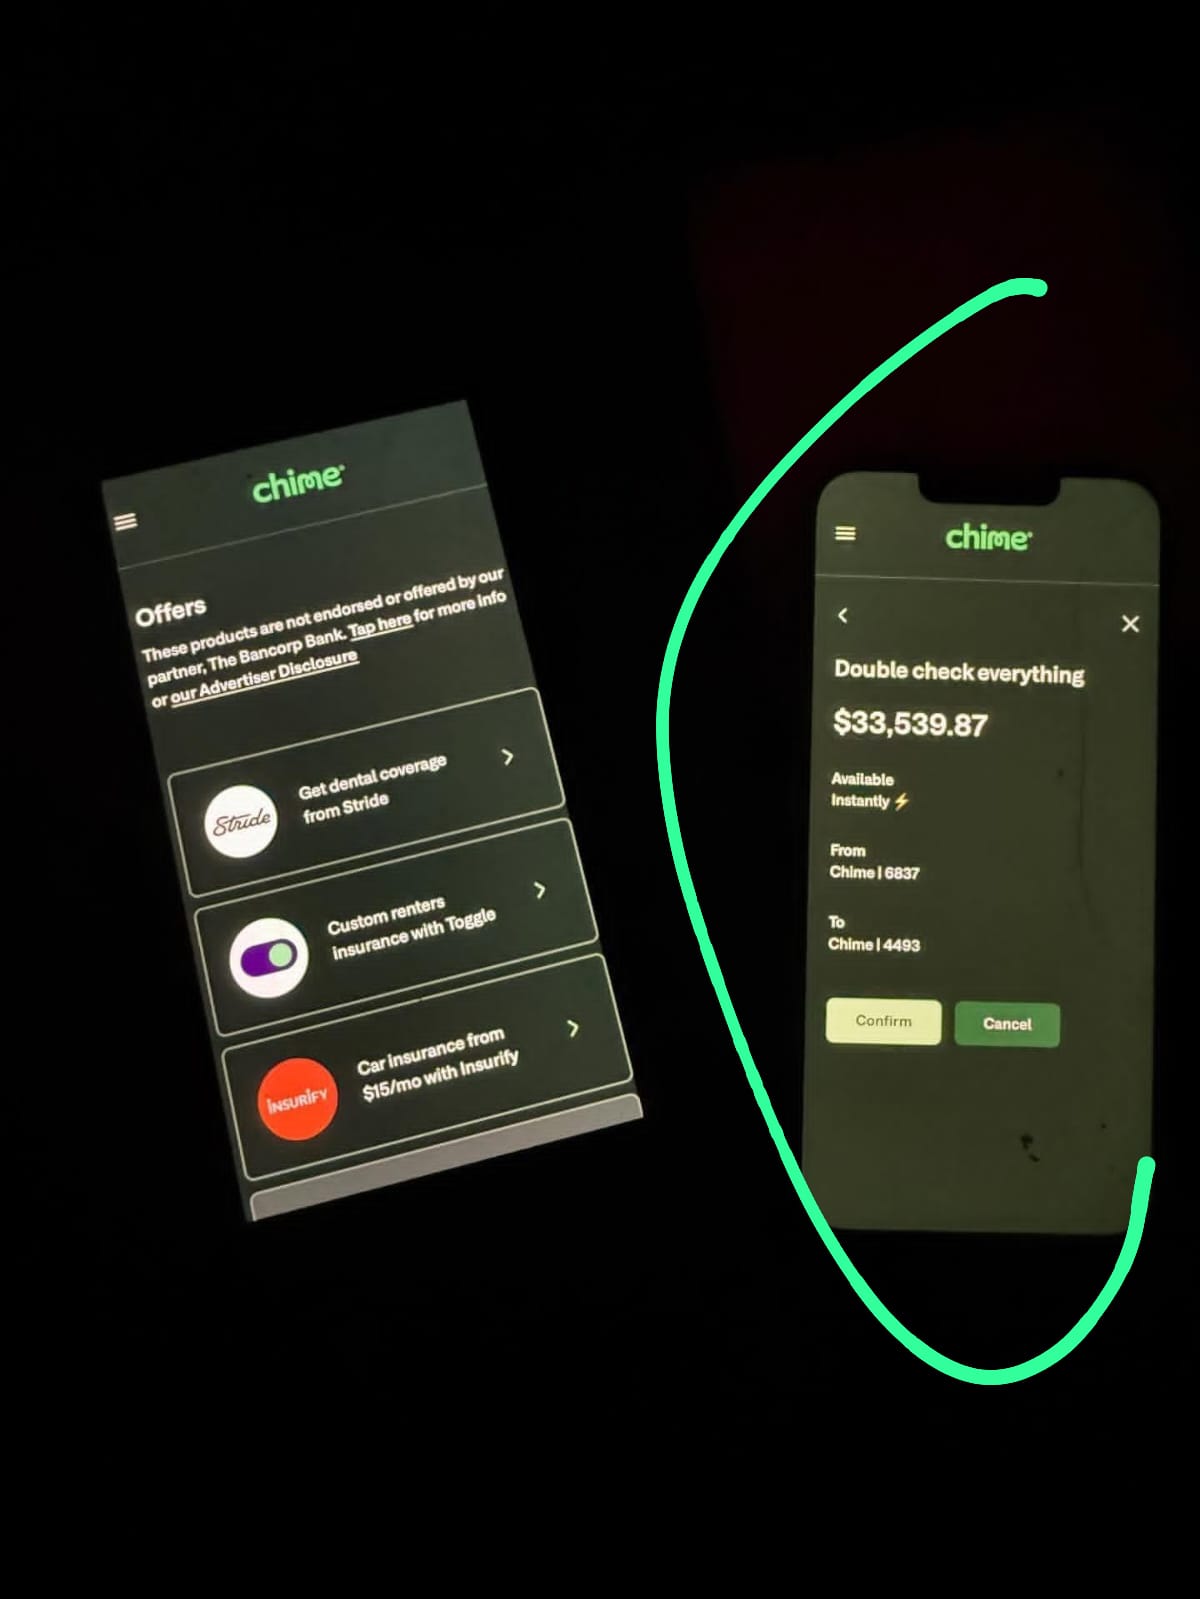 chime
Offers
These products are not endorsed or offered by our
partner, The Bancorp Bank. Tap here for more info
or our Advertiser Disclosure
Stride
Get dental coverage
from Stride
Custom renters
insurance with Toggle
INSURIFY
Car insurance from
$15/mo with Insurify
chime
Double check everything
$33,539.87
Available
Instantly ⚡
From
Chime | 6837
To
Chime | 4493
Confirm
Cancel